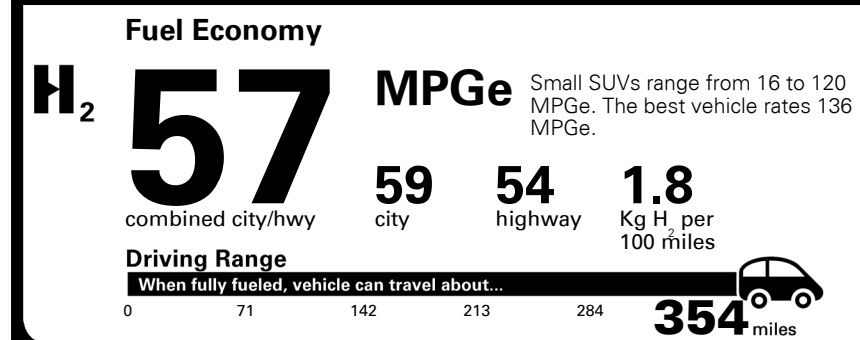 Fuel Economy
H2
57
MPGe
Small SUVs range from 16 to 120
MPGe. The best vehicle rates 136
MPGe.
combined city/hwy
59
city
54
highway
1.8
Kg H2 per
100 miles
Driving Range
When fully fueled, vehicle can travel about...
0 71 142 213 284 354 miles